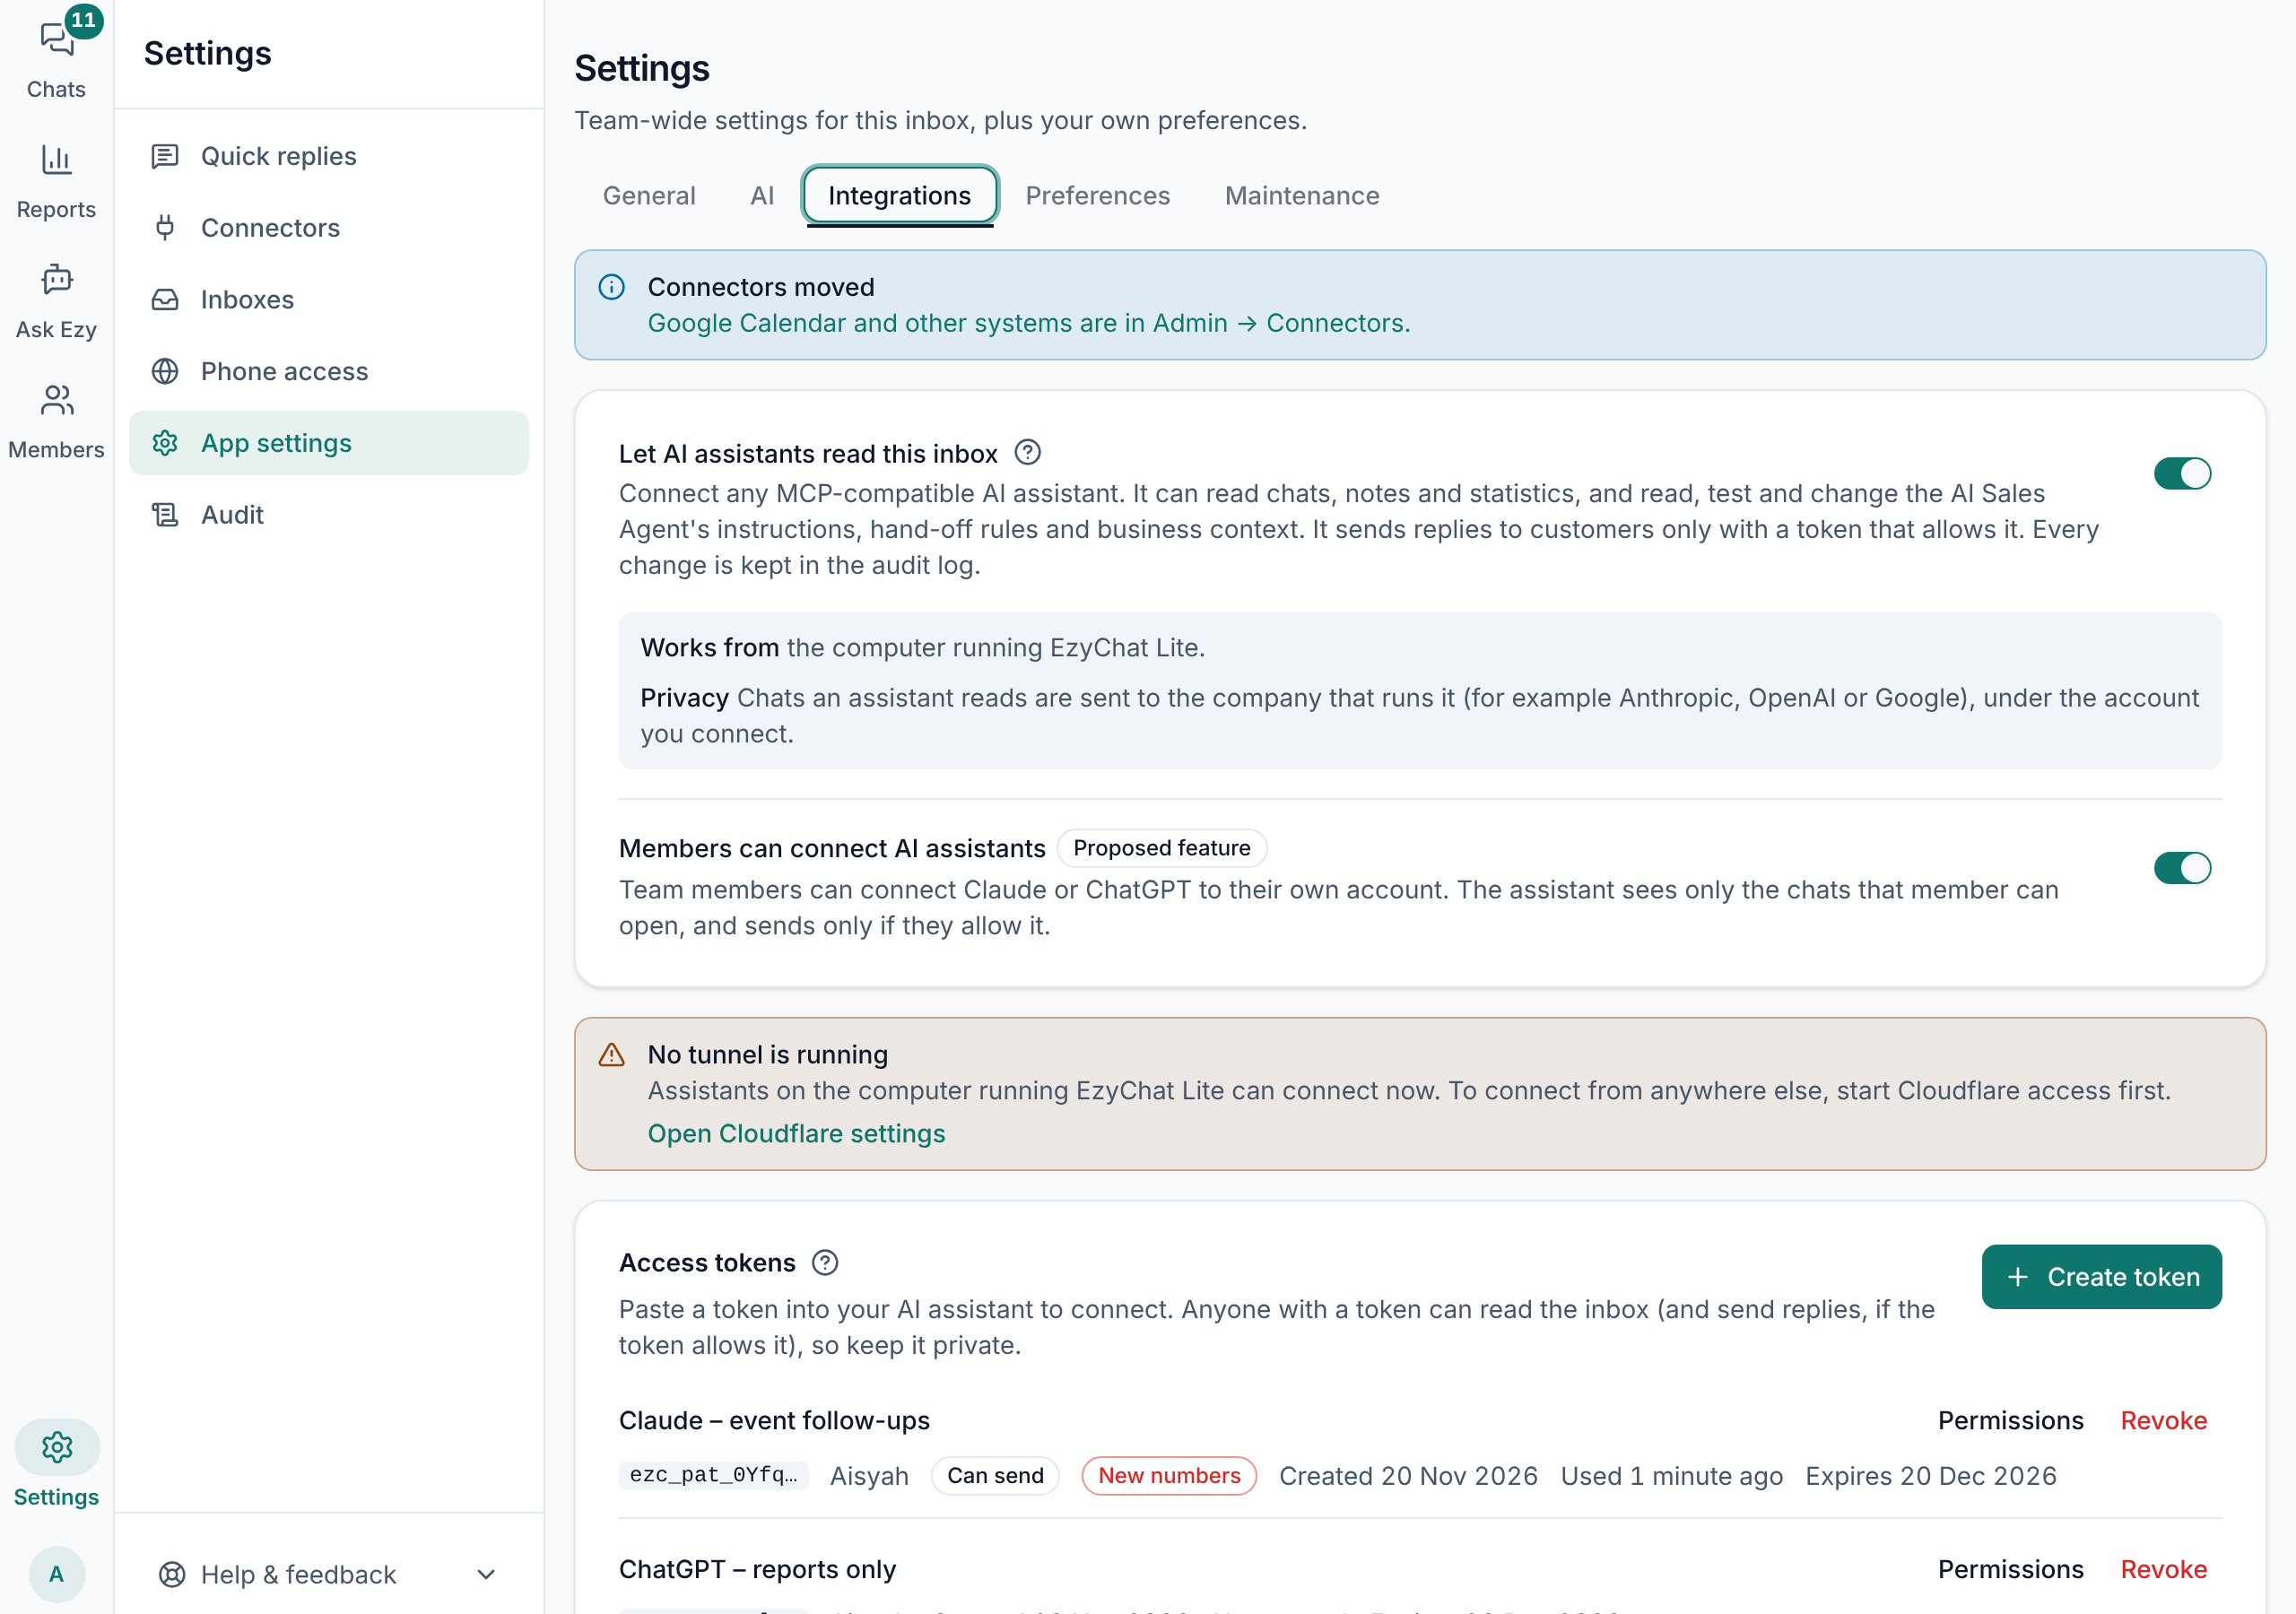 11
Chats
Reports
Ask Ezy
Members
Settings
A
Settings
Quick replies
Connectors
Inboxes
Phone access
App settings
Audit
Help & feedback
Settings
Team-wide settings for this inbox, plus your own preferences.
General AI Integrations Preferences Maintenance
Connectors moved
Google Calendar and other systems are in Admin → Connectors.
Let AI assistants read this inbox
Connect any MCP-compatible AI assistant. It can read chats, notes and statistics, and read, test and change the AI Sales
Agent's instructions, hand-off rules and business context. It sends replies to customers only with a token that allows it. Every
change is kept in the audit log.
Works from the computer running EzyChat Lite.
Privacy Chats an assistant reads are sent to the company that runs it (for example Anthropic, OpenAI or Google), under the account
you connect.
Members can connect AI assistants Proposed feature
Team members can connect Claude or ChatGPT to their own account. The assistant sees only the chats that member can
open, and sends only if they allow it.
No tunnel is running
Assistants on the computer running EzyChat Lite can connect now. To connect from anywhere else, start Cloudflare access first.
Open Cloudflare settings
Access tokens
+ Create token
Paste a token into your AI assistant to connect. Anyone with a token can read the inbox (and send replies, if the
token allows it), so keep it private.
Claude – event follow-ups Permissions Revoke
ezc_pat_0Yfq… Aisyah Can send New numbers Created 20 Nov 2026 Used 1 minute ago Expires 20 Dec 2026
ChatGPT – reports only Permissions Revoke